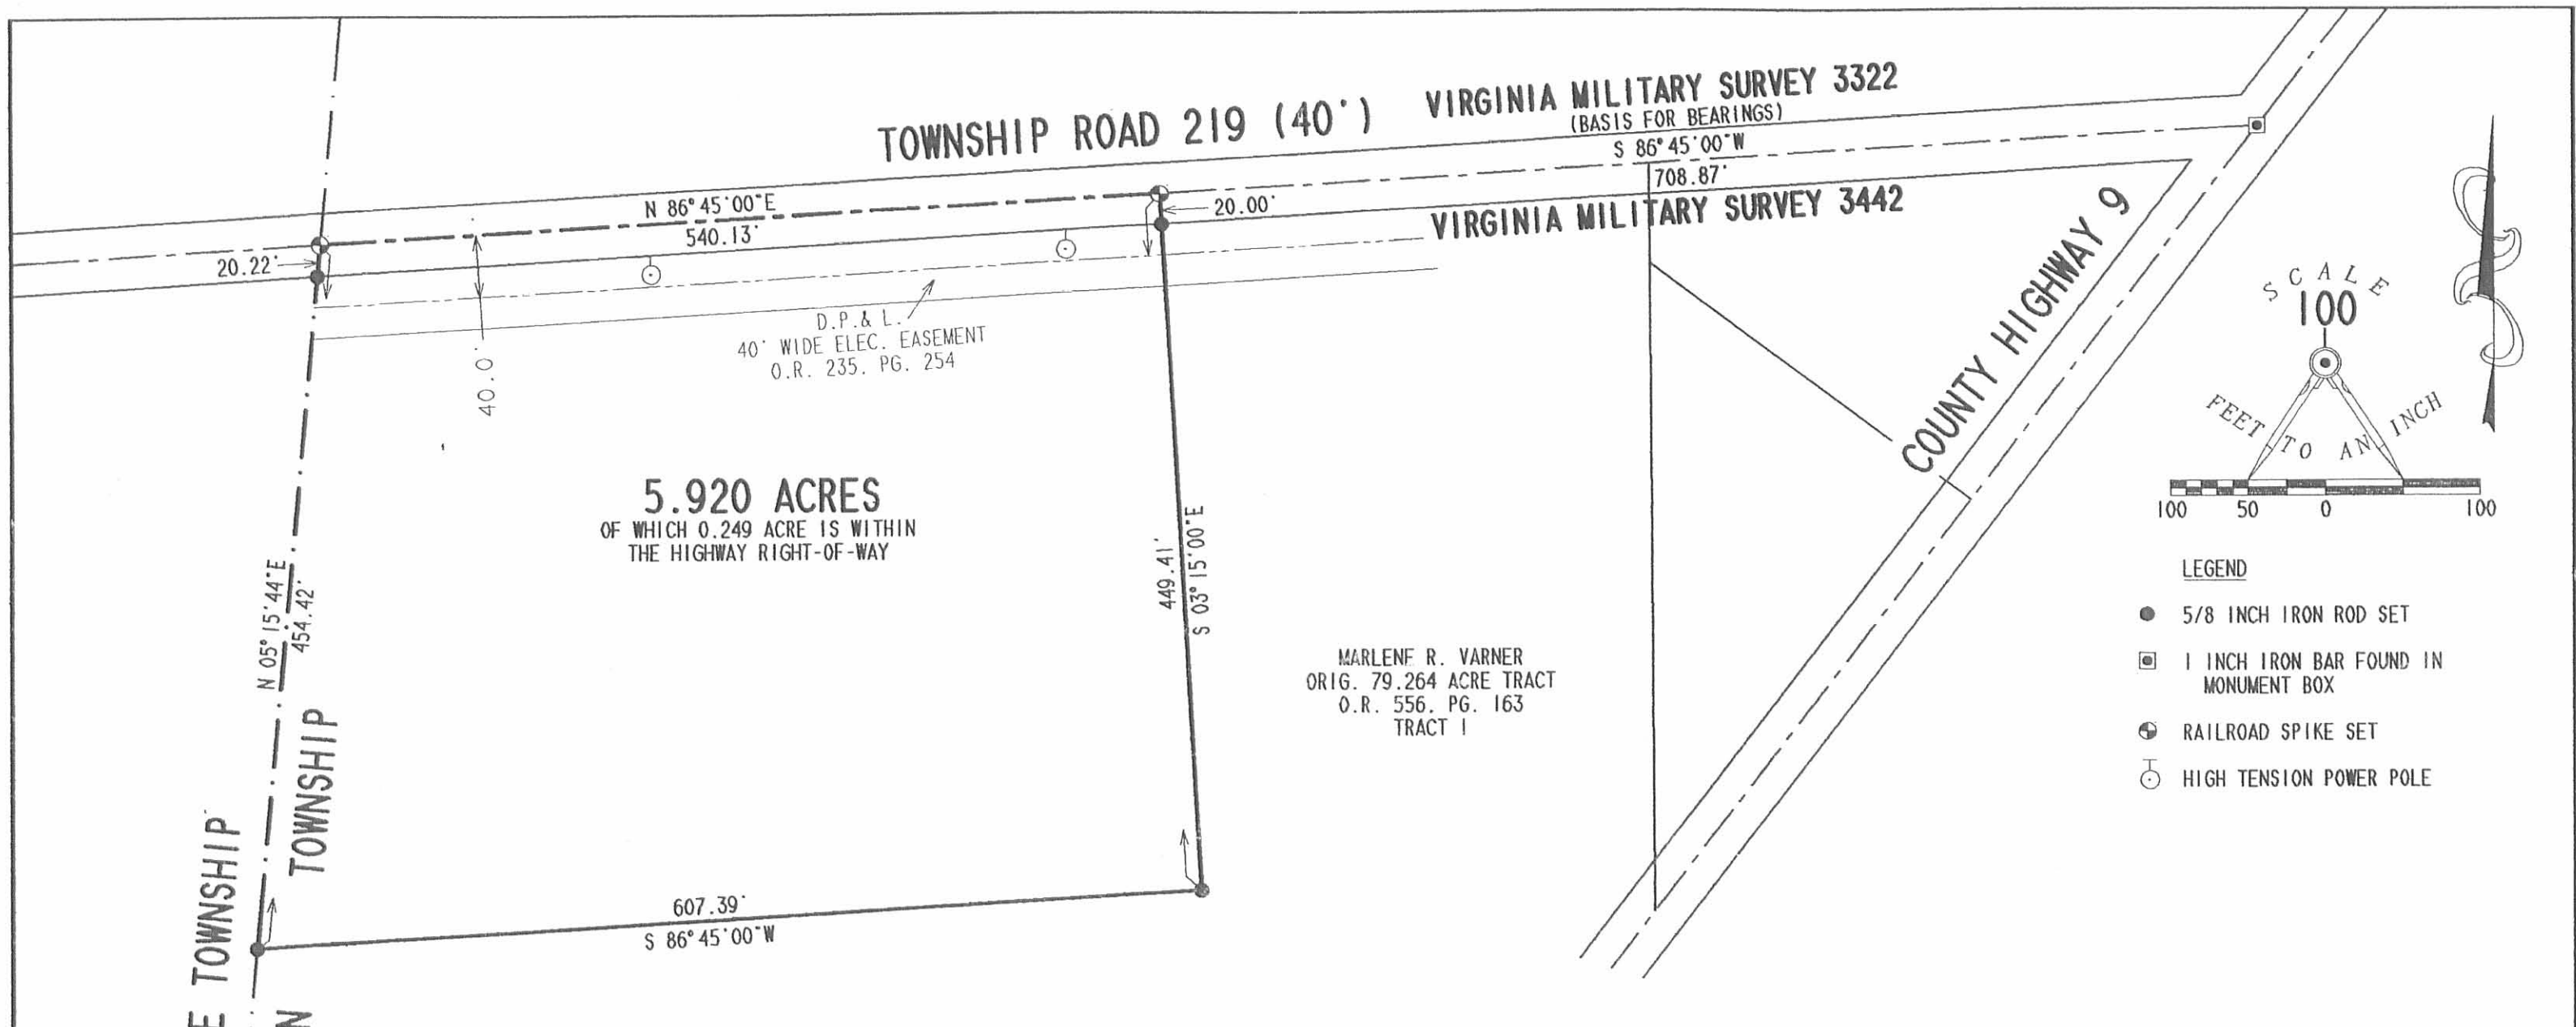 TOWNSHIP ROAD 219 (40')
VIRGINIA MILITARY SURVEY 3322
(BASIS FOR BEARINGS)
S 86°45'00"W
708.87'
VIRGINIA MILITARY SURVEY 3442
N 86°45'00"E
540.13'
20.00'
20.22'
40.0'
D.P.& L.
40' WIDE ELEC. EASEMENT
O.R. 235, PG. 254
COUNTY HIGHWAY 9
SCALE
100
FEET TO AN INCH
100 50 0 100
5.920 ACRES
OF WHICH 0.249 ACRE IS WITHIN
THE HIGHWAY RIGHT-OF-WAY
N 05°15'44"E
454.42'
449.41'
S 03°15'00"E
MARLENE R. VARNER
ORIG. 79.264 ACRE TRACT
O.R. 556, PG. 163
TRACT 1
LEGEND
5/8 INCH IRON ROD SET
1 INCH IRON BAR FOUND IN
MONUMENT BOX
RAILROAD SPIKE SET
HIGH TENSION POWER POLE
607.39'
S 86°45'00"W
TOWNSHIP
TOWNSHIP